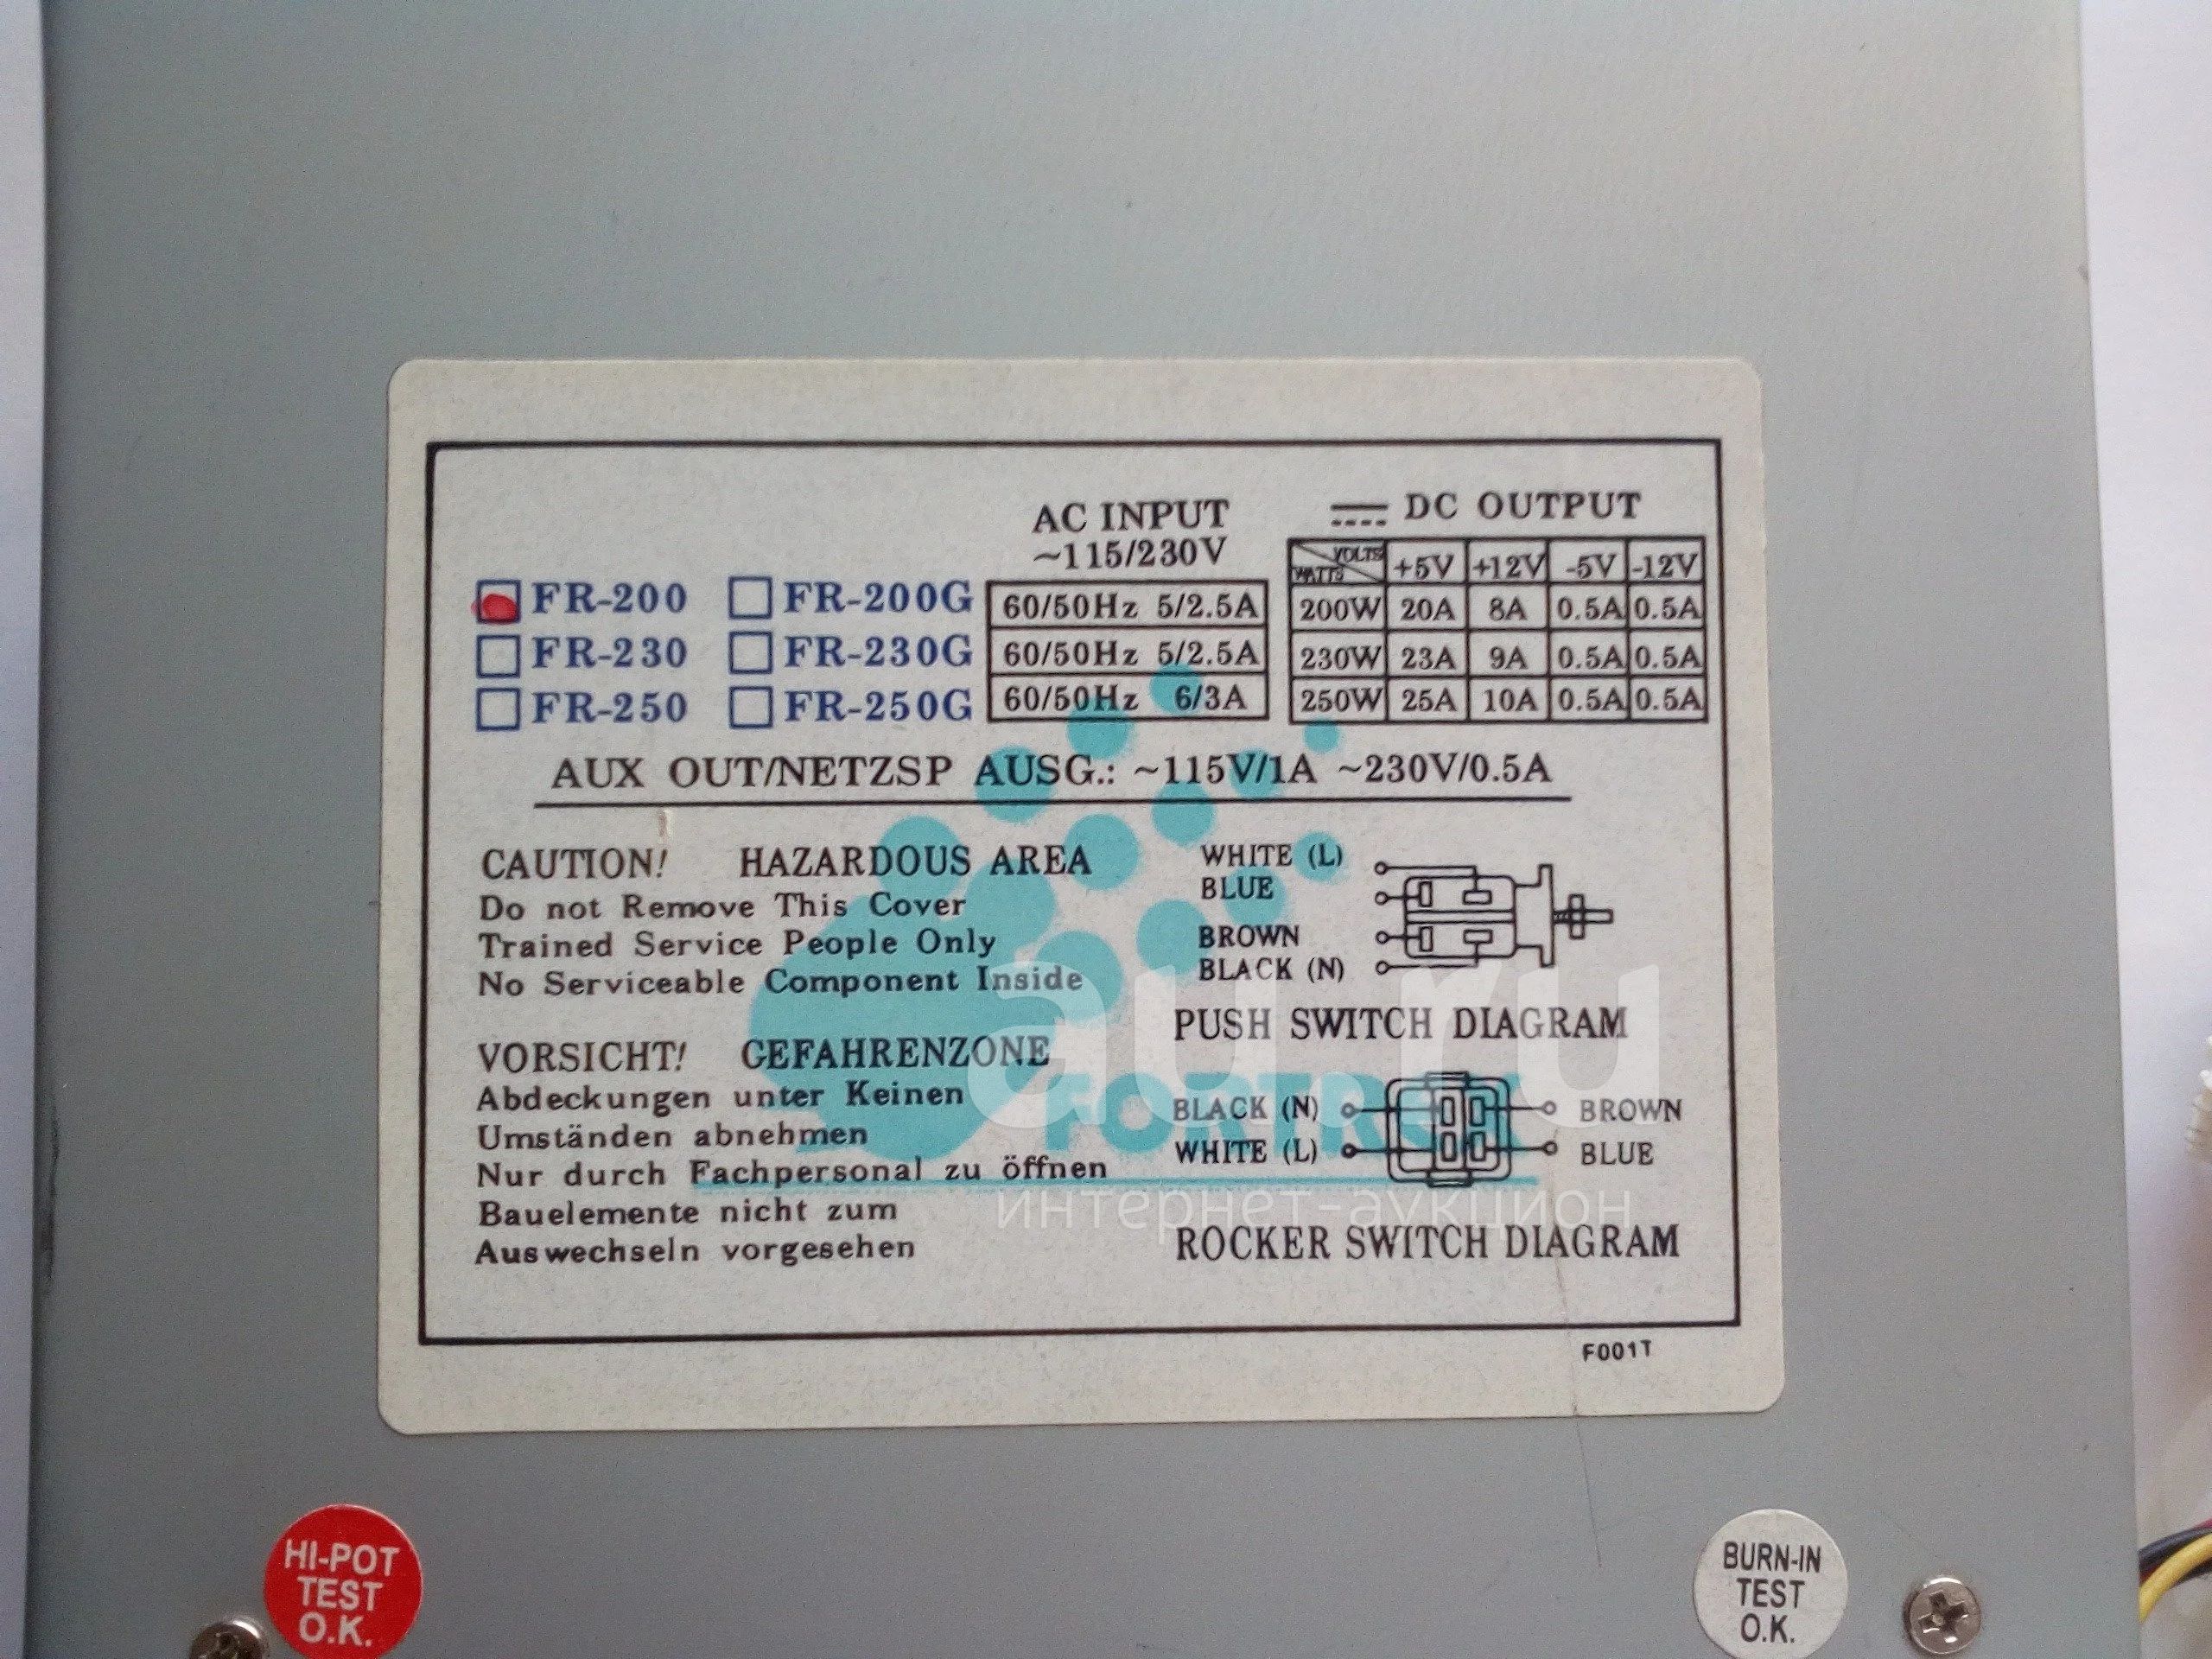 AC INPUT
~115/230V
DC OUTPUT
FR-200 FR-200G
FR-230 FR-230G
FR-250 FR-250G
60/50Hz 5/2.5A
60/50Hz 5/2.5A
60/50Hz 6/3A
VOLTS WATTS +5V +12V -5V -12V
200W 20A 8A 0.5A 0.5A
230W 23A 9A 0.5A 0.5A
250W 25A 10A 0.5A 0.5A
AUX OUT/NETZSP AUSG.: ~115V/1A ~230V/0.5A
CAUTION! HAZARDOUS AREA
Do not Remove This Cover
Trained Service People Only
No Serviceable Component Inside
VORSICHT! GEFAHRENZONE
Abdeckungen unter Keinen
Umständen abnehmen
Nur durch Fachpersonal zu öffnen
Bauelemente nicht zum
Auswechseln vorgesehen
WHITE (L)
BLUE
BROWN
BLACK (N)
PUSH SWITCH DIAGRAM
BLACK (N) BROWN
WHITE (L) BLUE
ROCKER SWITCH DIAGRAM
au.ru
интернет-аукцион
F001T
HI-POT
TEST
O.K.
BURN-IN
TEST
O.K.